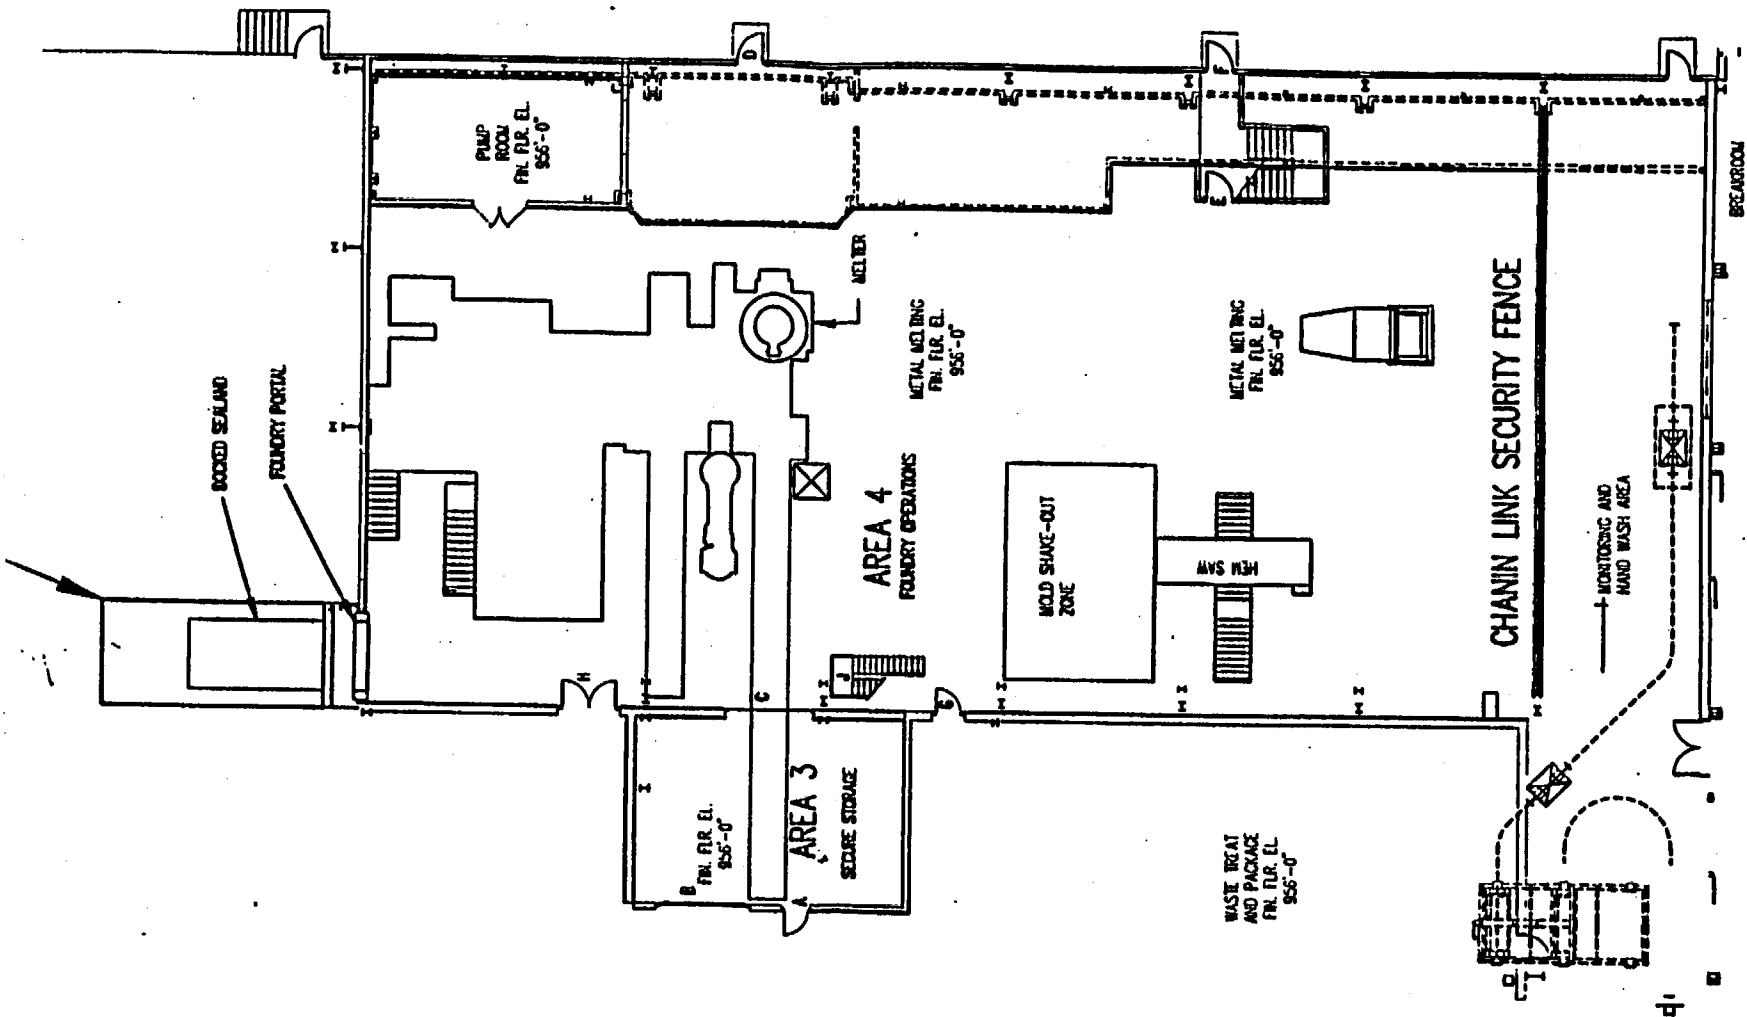 DOCKED SEALAND
FOUNDRY PORTAL
PUMP
ROOM
FIN. FLR. EL.
956'-0"
MELTER
METAL MELTING
FIN. FLR. EL.
956'-0"
METAL MELTING
FIN. FLR. EL.
956'-0"
AREA 4
FOUNDRY OPERATIONS
MOLD SHAKE-OUT
ZONE
HEM SAW
CHANIN LINK SECURITY FENCE
MONITORING AND
HAND WASH AREA
BREAKROOM
FIN. FLR. EL.
956'-0"
AREA 3
SECURE STORAGE
WASTE TREAT
AND PACKAGE
FIN. FLR. EL.
956'-0"
A
B
C
D
E
F
G
H
I
J